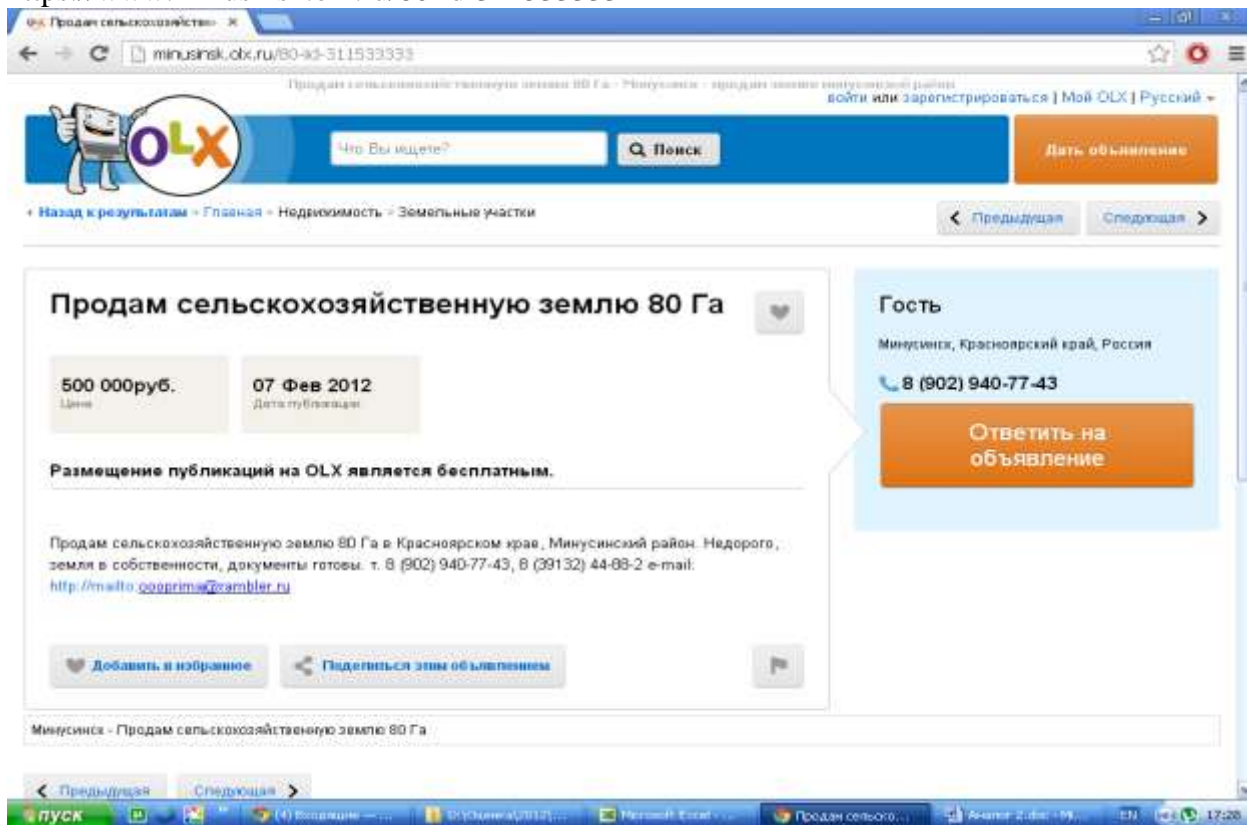 Продам сельскохозяйствен
minusinsk.olx.ru/80-ad-311533333
войти или зарегистрироваться | Мой OLX | Русский
OLX
Что Вы ищете?
Поиск
Дать объявление
Назад к результатам - Главная - Недвижимость - Земельные участки
Предыдущая Следующая
Продам сельскохозяйственную землю 80 Га
500 000руб.
Цена
07 Фев 2012
Дата публикации
Размещение публикаций на OLX является бесплатным.
Продам сельскохозяйственную землю 80 Га в Красноярском крае, Минусинский район. Недорого,
земля в собственности, документы готовы. т. 8 (902) 940-77-43, 8 (39132) 44-88-2 e-mail:
http://mailto:oooprima@rambler.ru
Добавить в избранное
Поделиться этим объявлением
Гость
Минусинск, Красноярский край, Россия
8 (902) 940-77-43
Ответить на
объявление
Минусинск - Продам сельскохозяйственную землю 80 Га
Предыдущая Следующая
пуск
(4) Входящие
Microsoft Excel
Продам сельско...
EN
17:28